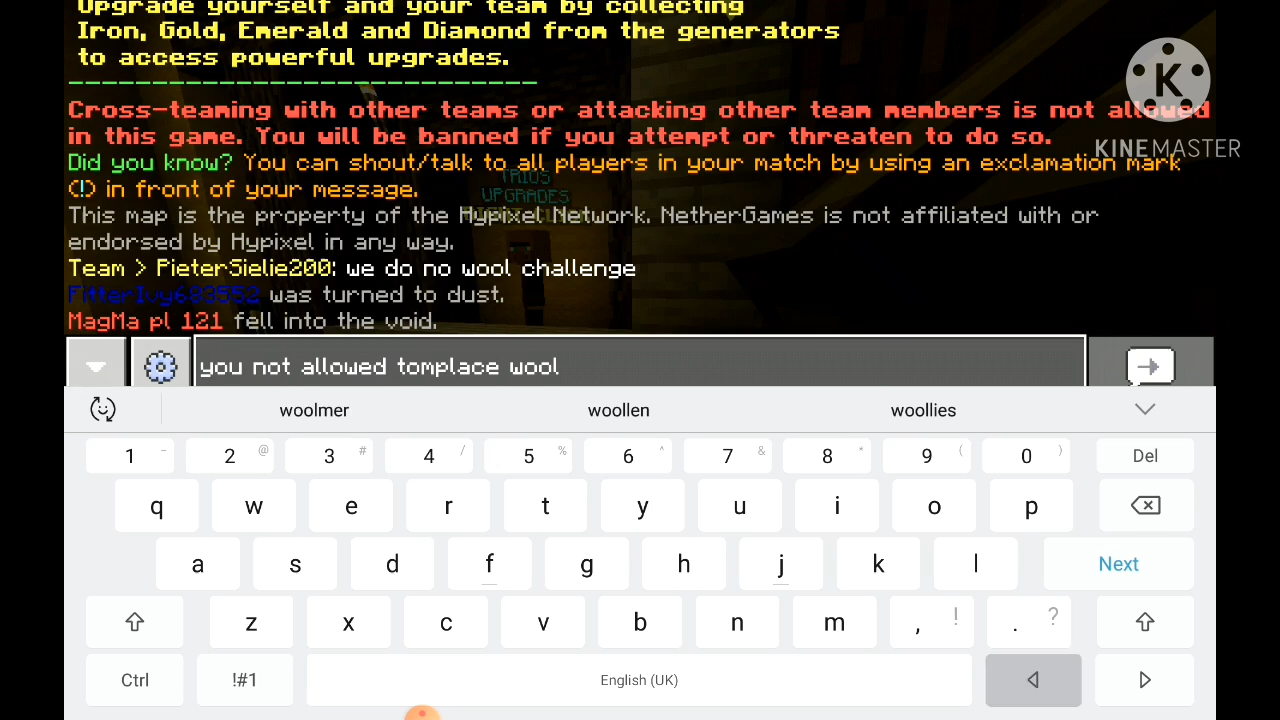 Upgrade yourself and your team by collecting
Iron, Gold, Emerald and Diamond from the generators
to access powerful upgrades.
Cross-teaming with other teams or attacking other team members is not allowed
in this game. You will be banned if you attempt or threaten to do so.
Did you know? You can shout/talk to all players in your match by using an exclamation mark
(!) in front of your message.
This map is the property of the Hypixel Network. NetherGames is not affiliated with or
endorsed by Hypixel in any way.
Team > PieterSielie200: we do no wool challenge
FitterIvy683552 was turned to dust.
MagMa pl 121 fell into the void.
K
KINEMASTER
TRIOS
UPGRADES
you not allowed tomplace wool
woolmer woollen woollies
1 - 2 @ 3 # 4 / 5 % 6 ^ 7 & 8 * 9 ( 0 ) Del
q w e r t y u i o p
a s d f g h j k l Next
z x c v b n m , ! . ?
Ctrl !#1 English (UK)